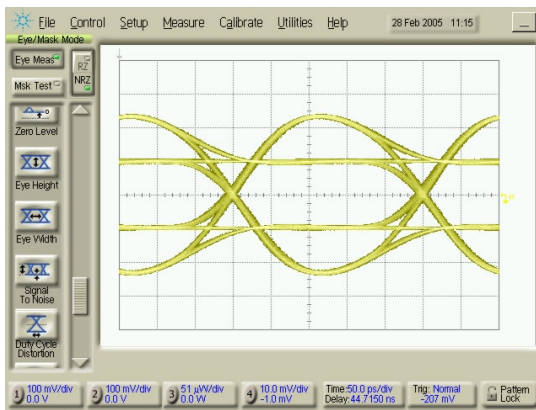 File Control Setup Measure Calibrate Utilities Help 28 Feb 2005 11:15
Eye/Mask Mode
Eye Meas
RZ
NRZ
Msk Test
Zero Level
Eye Height
Eye Width
Signal
To Noise
Duty Cycle
Distortion
1) 100 mV/div
0.0 V
2) 100 mV/div
0.0 V
3) 51 µW/div
0.0 W
4) 10.0 mV/div
-1.0 mV
Time:50.0 ps/div
Delay:44.7150 ns
Trig: Normal
-207 mV
Pattern
Lock